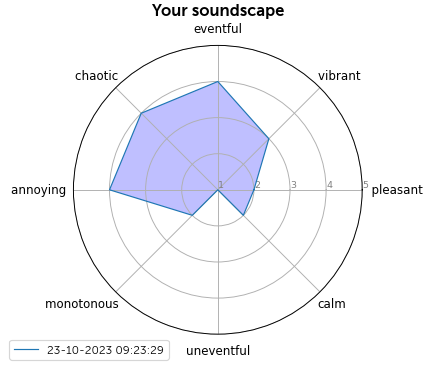 Your soundscape
eventful
chaotic vibrant
annoying 1 2 3 4 5 pleasant
monotonous calm
uneventful
23-10-2023 09:23:29